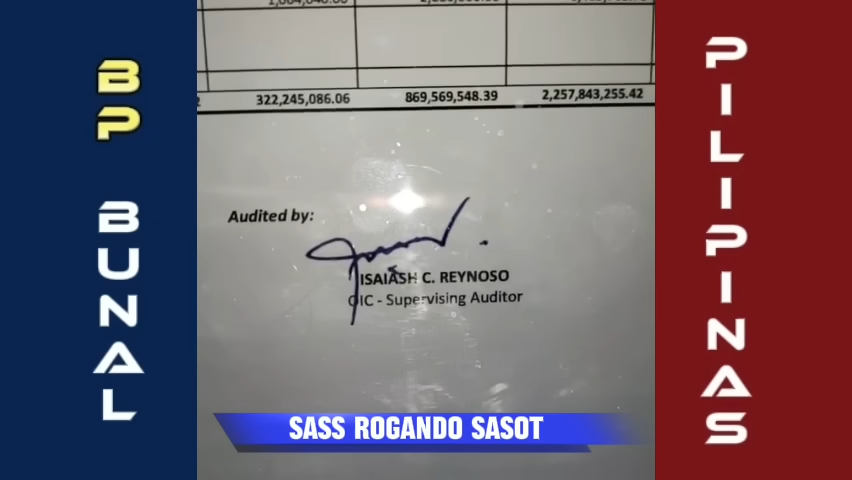 BP
BUNAL
322,245,086.06 869,569,548.39 2,257,843,255.42
Audited by:
ISAIASH C. REYNOSO
OIC - Supervising Auditor
SASS ROGANDO SASOT
PILIPINAS